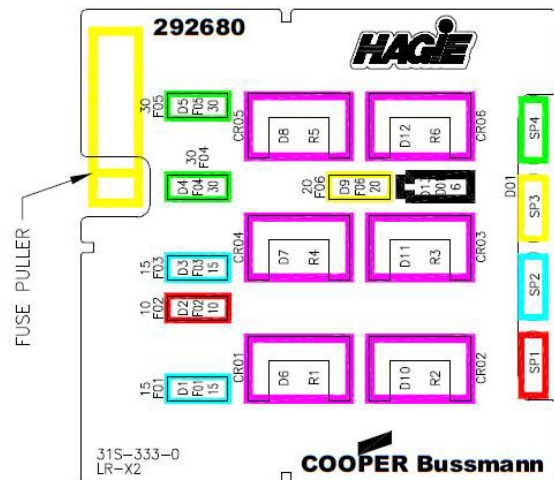 292680
HAGIE
30
F05
D5
F05
30
CR05
D8
R5
D12
R6
CR06
SP4
30
F04
D4
F04
30
20
F06
D9
F06
20
D13
D01
6
D01
SP3
FUSE PULLER
15
F03
D3
F03
15
CR04
D7
R4
D11
R3
CR03
SP2
10
F02
D2
F02
10
15
F01
D1
F01
15
CR01
D6
R1
D10
R2
CR02
SP1
31S-333-0
LR-X2
COOPER Bussmann